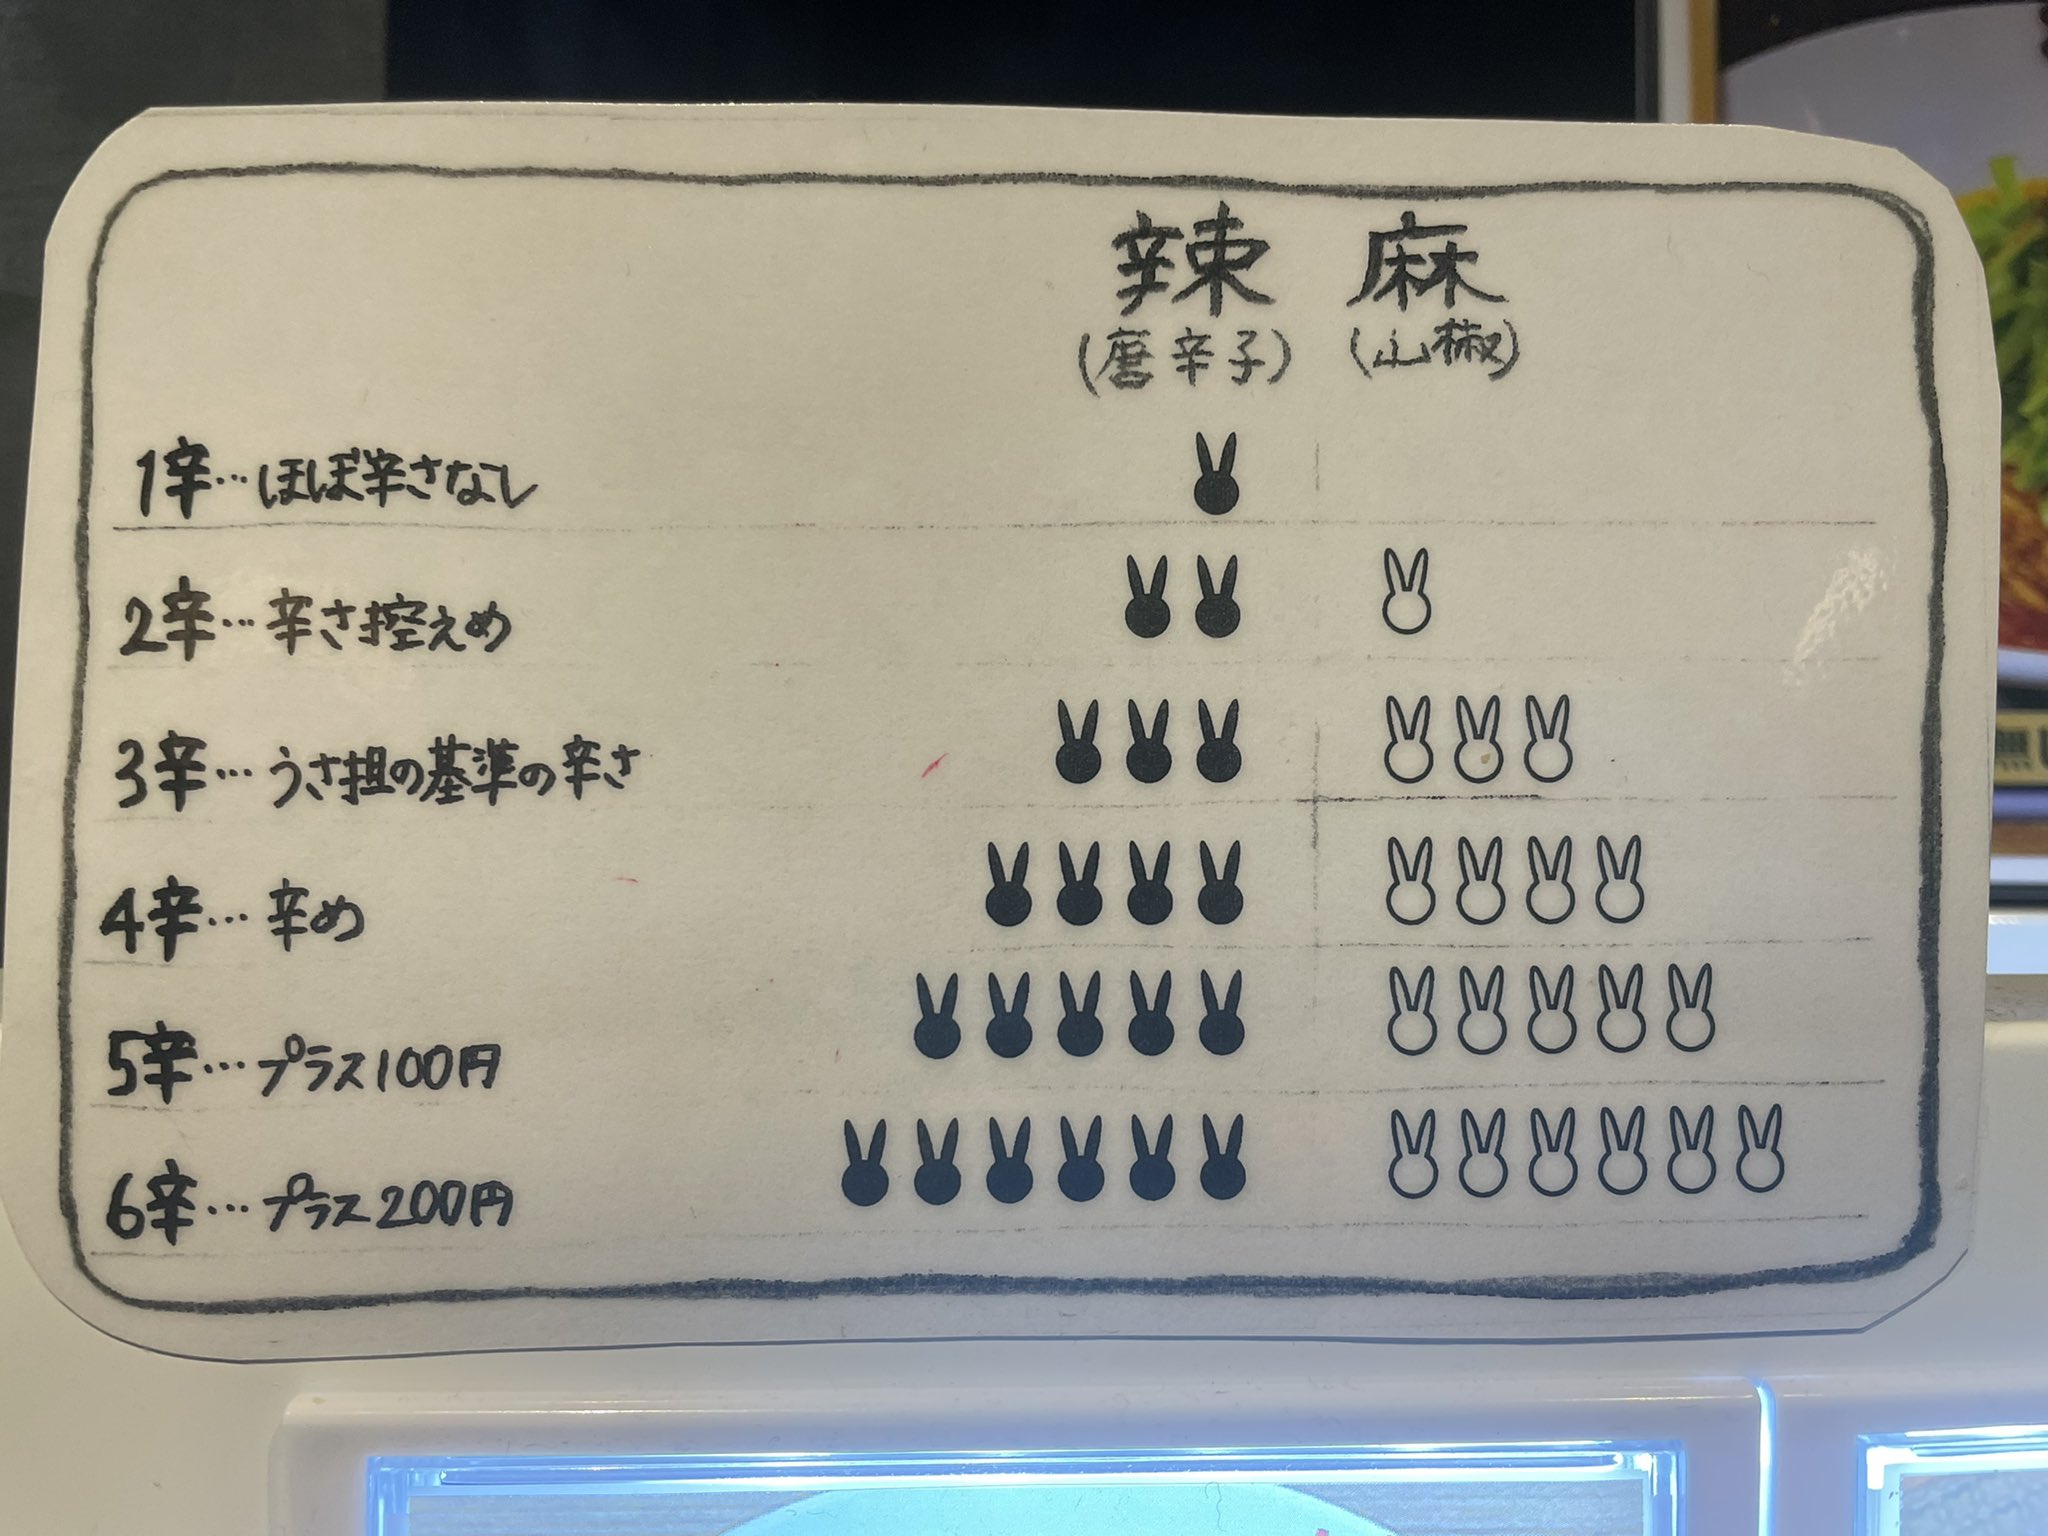 辣 麻
(唐辛子) (山椒)
1辛…ほぼ辛さなし
2辛…辛さ控えめ
3辛…うさ担の基準の辛さ
4辛…辛め
5辛…プラス100円
6辛…プラス200円